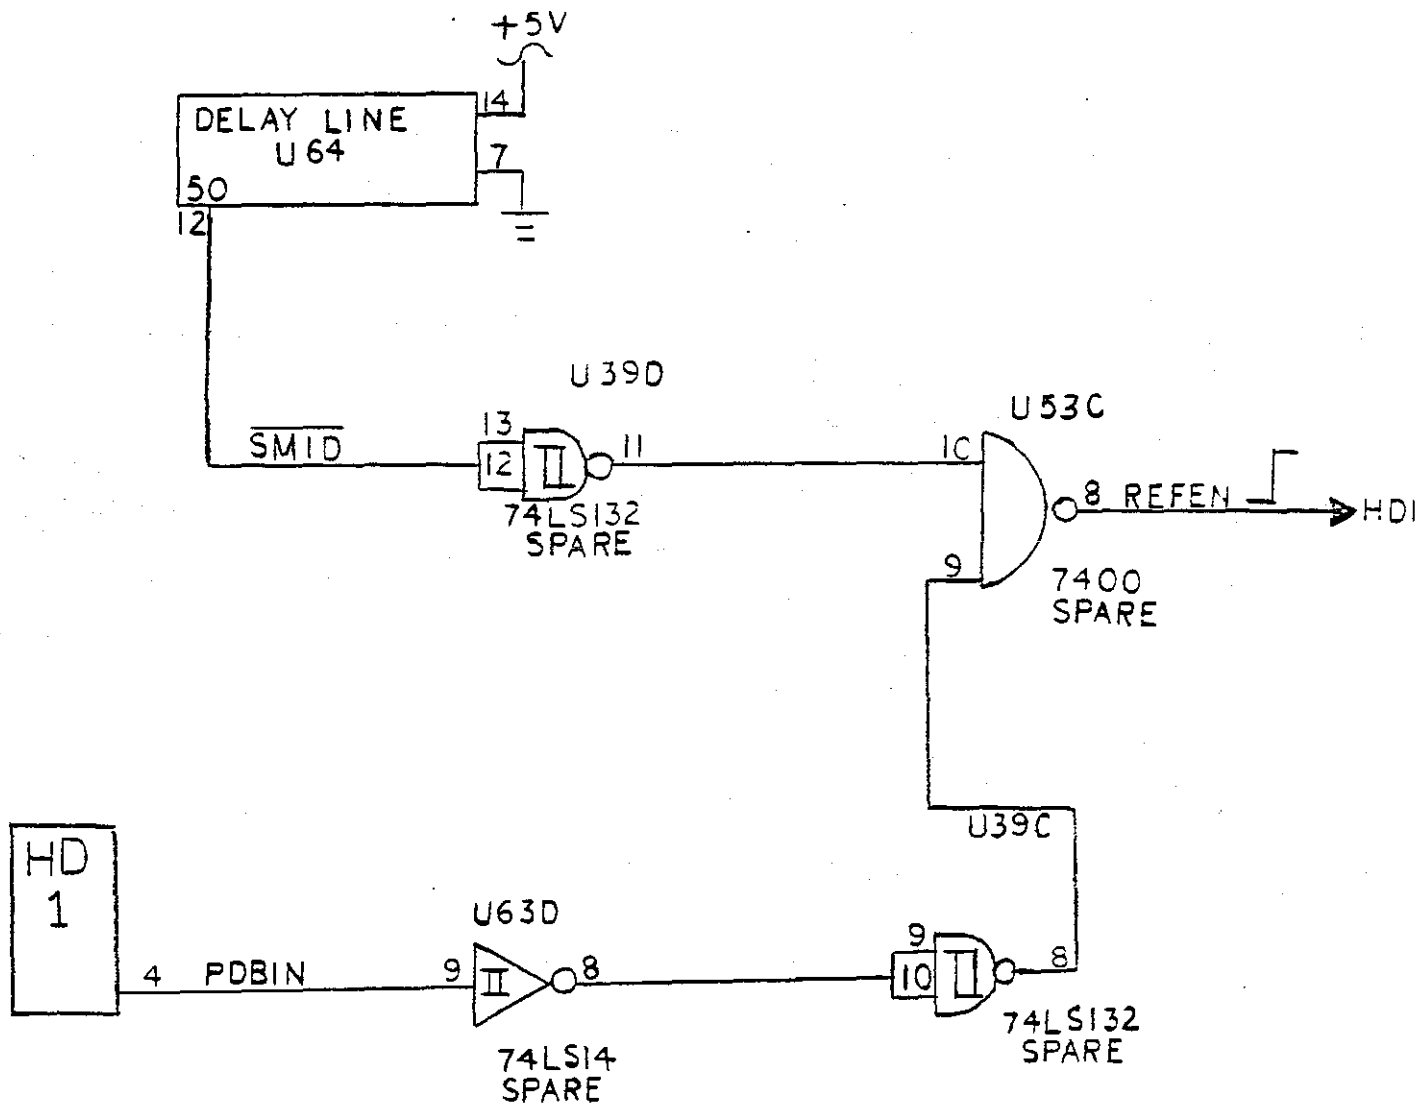 +5V
DELAY LINE
U64
14
7
50
12
U39D
U53C
SMID
13
12
11
1C
8 REFEN
HD1
74LS132
SPARE
9
7400
SPARE
U39C
HD
1
U63D
4
PDBIN
9
8
9
10
8
74LS14
SPARE
74LS132
SPARE